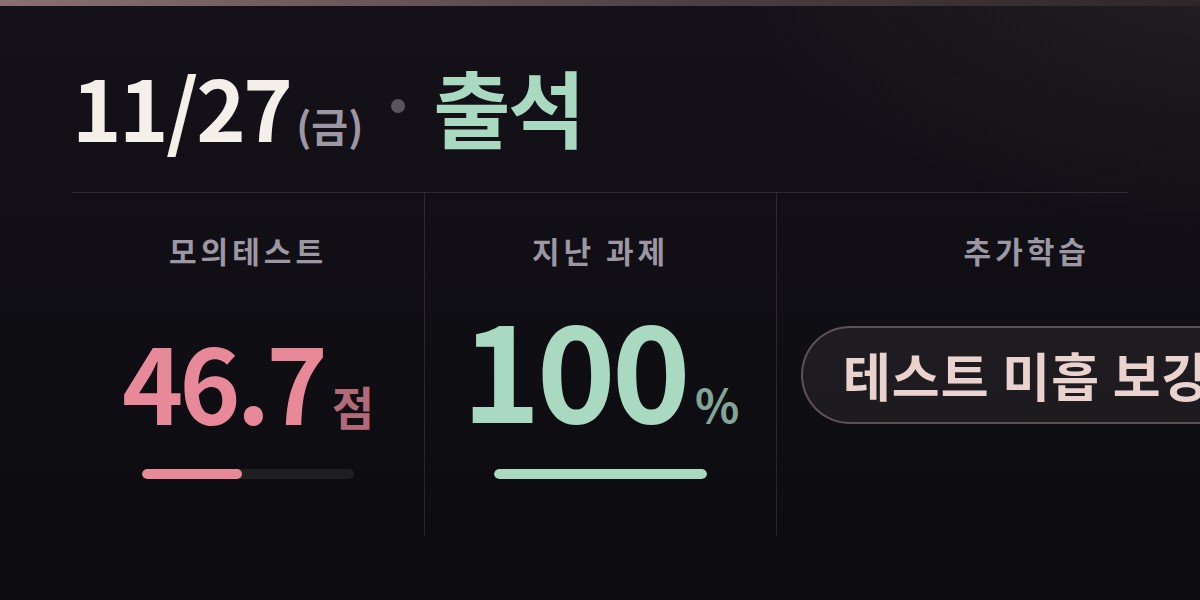 11/27(금) • 출석
모의테스트 지난 과제 추가학습
46.7점 100% 테스트 미흡 보강